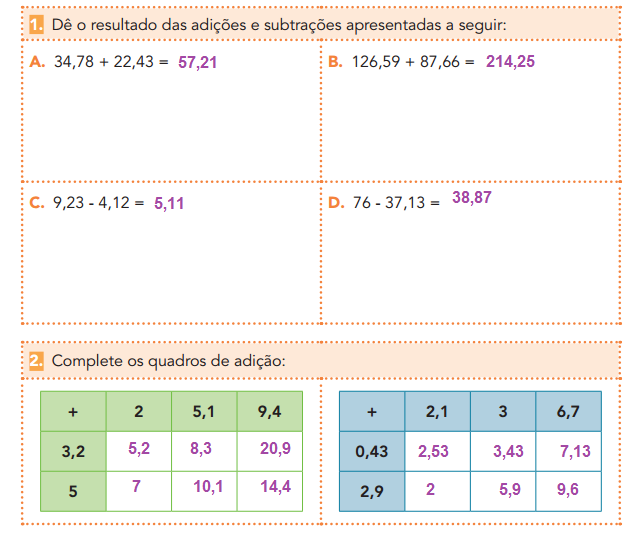 1. Dê o resultado das adições e subtrações apresentadas a seguir:
A. 34,78 + 22,43 = 57,21
B. 126,59 + 87,66 = 214,25
C. 9,23 - 4,12 = 5,11
D. 76 - 37,13 = 38,87
2. Complete os quadros de adição:
+ 2 5,1 9,4
3,2 5,2 8,3 20,9
5 7 10,1 14,4
+ 2,1 3 6,7
0,43 2,53 3,43 7,13
2,9 2 5,9 9,6